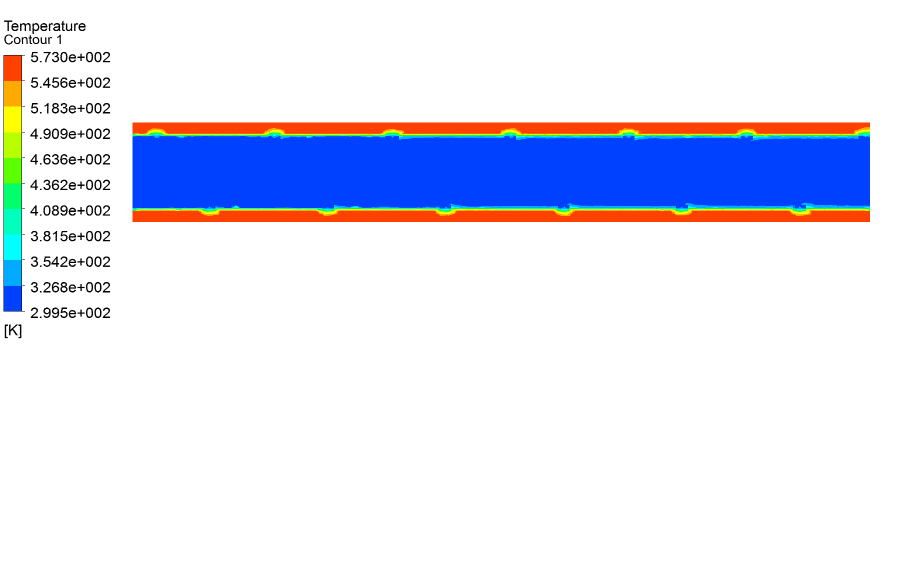 Temperature
Contour 1
5.730e+002
5.456e+002
5.183e+002
4.909e+002
4.636e+002
4.362e+002
4.089e+002
3.815e+002
3.542e+002
3.268e+002
2.995e+002
[K]